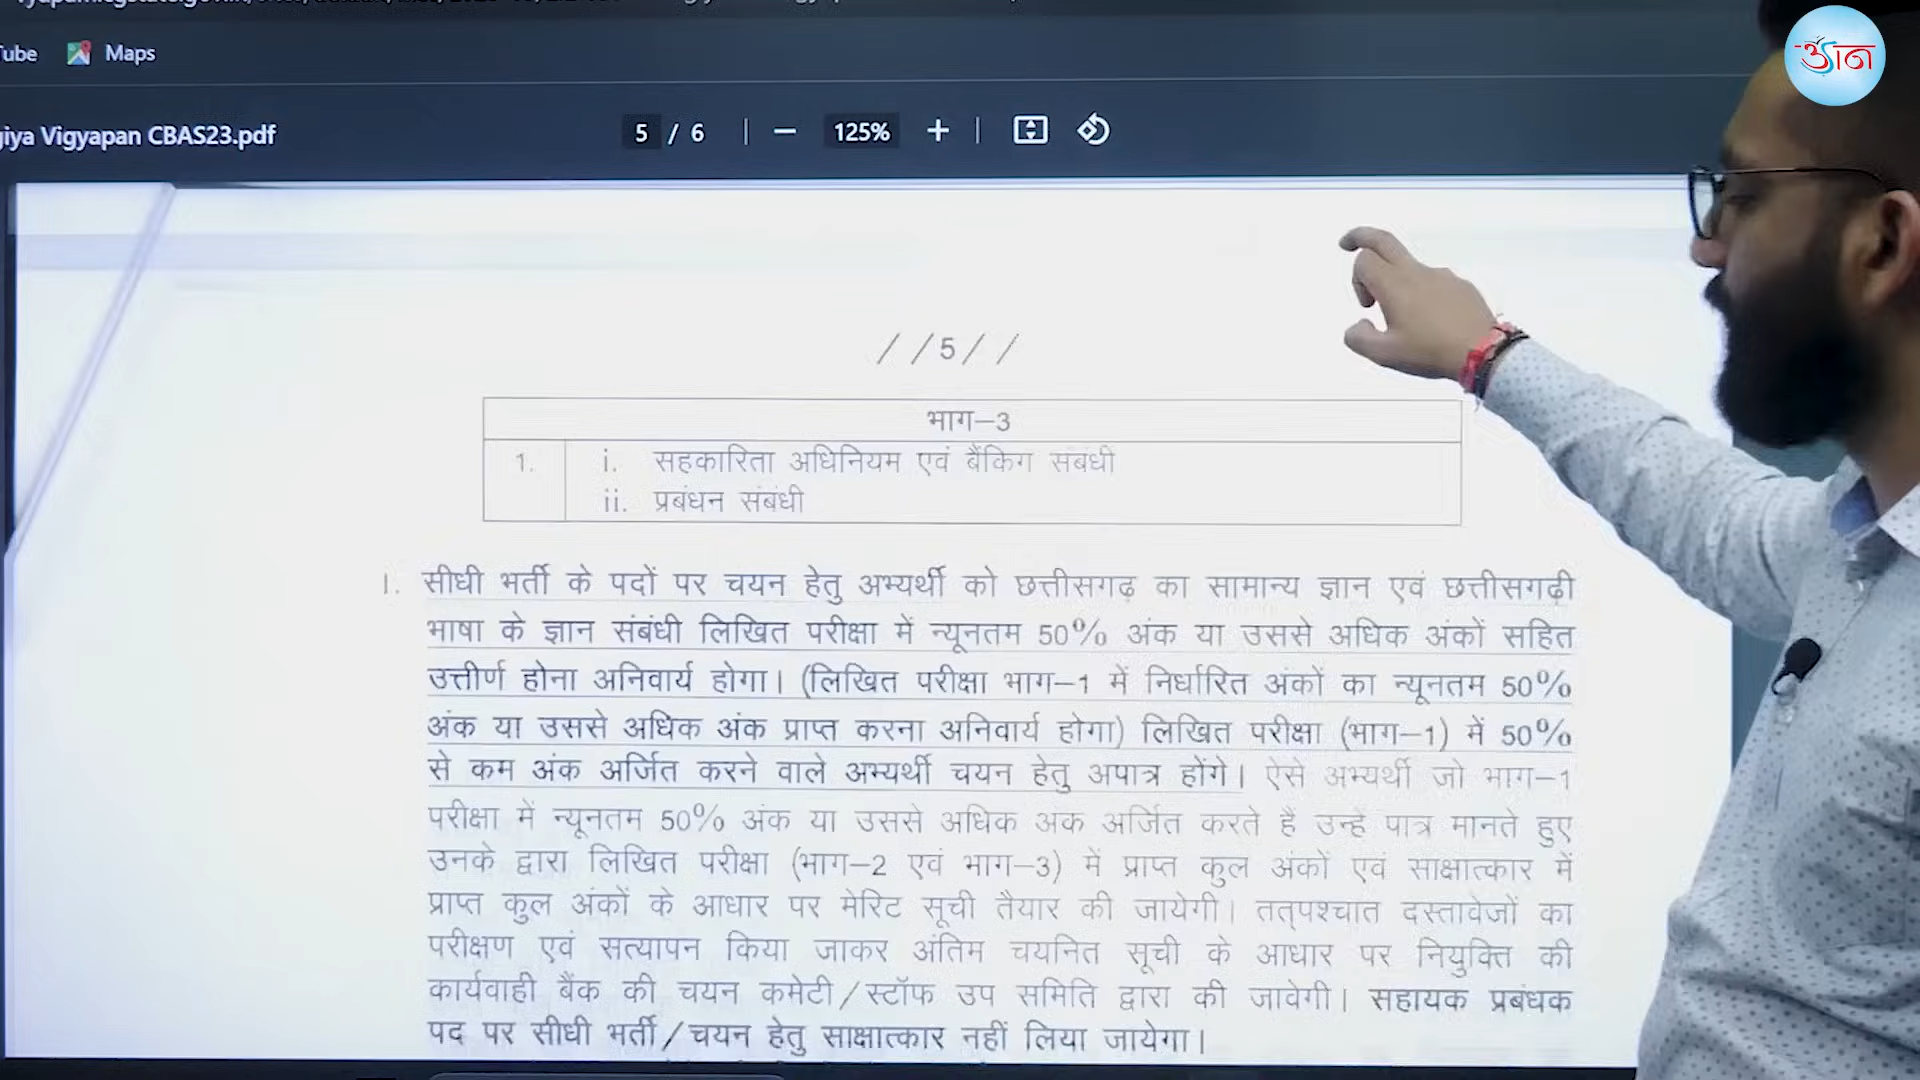 उड़ान
Maps
giya Vigyapan CBAS23.pdf
5 / 6
125%
//5//
भाग–3
1.
i. सहकारिता अधिनियम एवं बैंकिग संबंधी
ii. प्रबंधन संबंधी
I. सीधी भर्ती के पदों पर चयन हेतु अभ्यर्थी को छत्तीसगढ़ का सामान्य ज्ञान एवं छत्तीसगढ़ी
भाषा के ज्ञान संबंधी लिखित परीक्षा में न्यूनतम 50% अंक या उससे अधिक अंकों सहित
उत्तीर्ण होना अनिवार्य होगा। (लिखित परीक्षा भाग–1 में निर्धारित अंकों का न्यूनतम 50%
अंक या उससे अधिक अंक प्राप्त करना अनिवार्य होगा) लिखित परीक्षा (भाग–1) में 50%
से कम अंक अर्जित करने वाले अभ्यर्थी चयन हेतु अपात्र होंगे। ऐसे अभ्यर्थी जो भाग–1
परीक्षा में न्यूनतम 50% अंक या उससे अधिक अंक अर्जित करते हैं उन्हे पात्र मानते हुए
उनके द्वारा लिखित परीक्षा (भाग–2 एवं भाग–3) में प्राप्त कुल अंकों एवं साक्षात्कार में
प्राप्त कुल अंकों के आधार पर मेरिट सूची तैयार की जायेगी। तत्पश्चात दस्तावेजों का
परीक्षण एवं सत्यापन किया जाकर अंतिम चयनित सूची के आधार पर नियुक्ति की
कार्यवाही बैंक की चयन कमेटी/स्टॉफ उप समिति द्वारा की जावेगी। सहायक प्रबंधक
पद पर सीधी भर्ती/चयन हेतु साक्षात्कार नहीं लिया जायेगा।